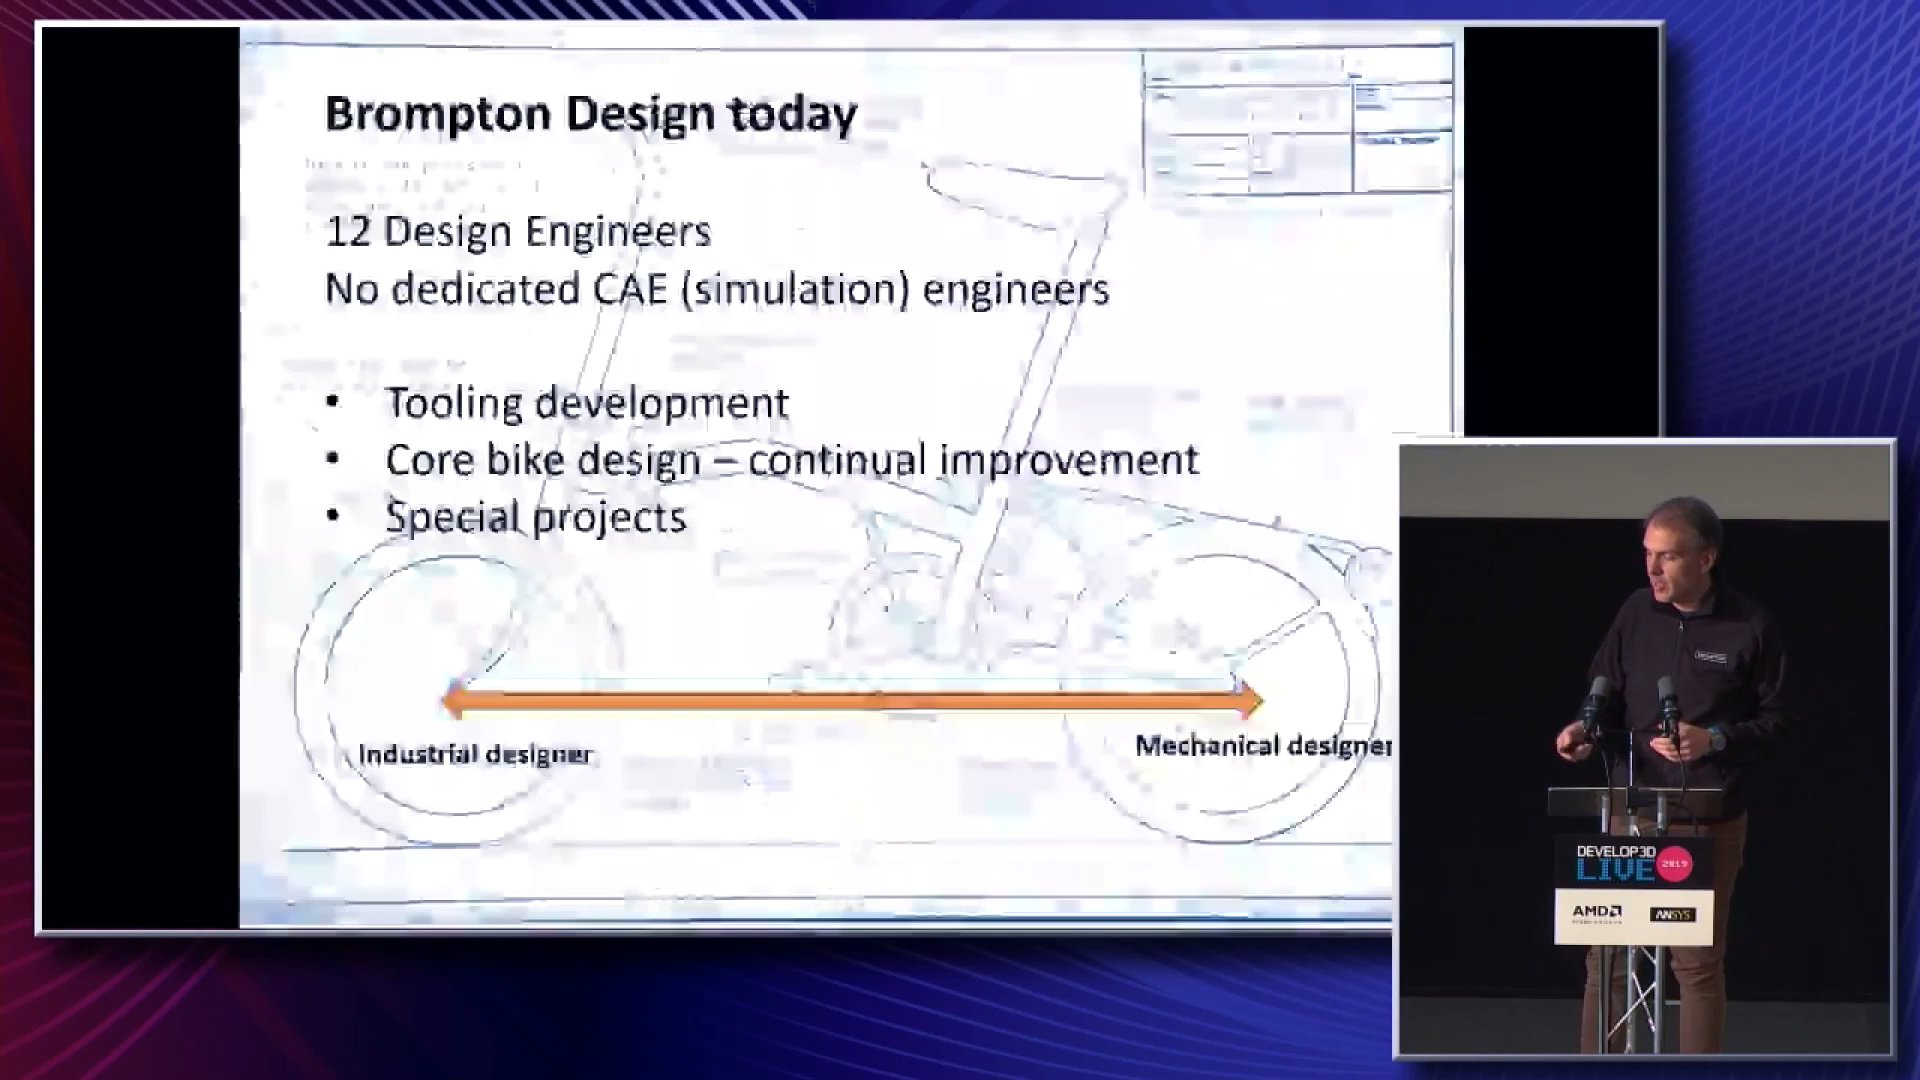 Brompton Design today
12 Design Engineers
No dedicated CAE (simulation) engineers
• Tooling development
• Core bike design – continual improvement
• Special projects
Industrial designer
Mechanical designer
DEVELOP3D
LIVE
2019
AMD
ANSYS